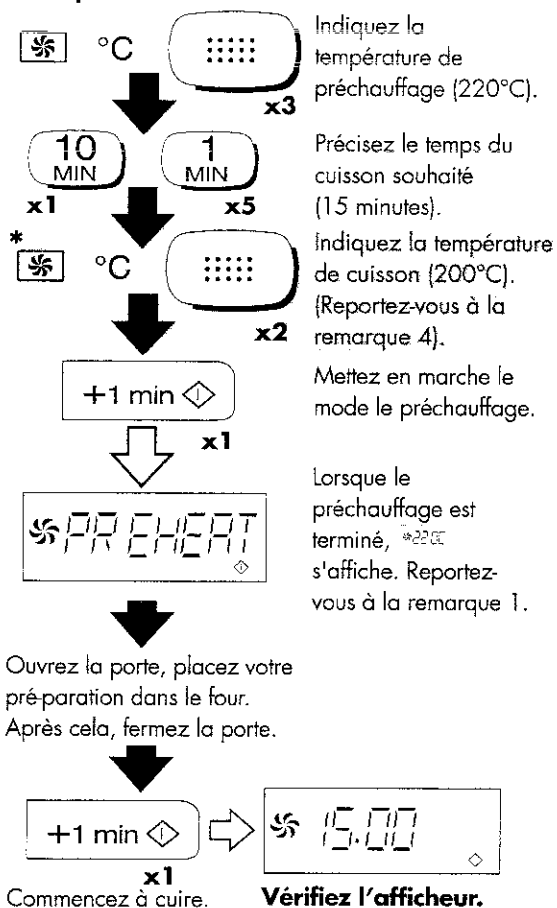 °C
x3
Indiquez la
température de
préchauffage (220°C).
10
MIN
x1
1
MIN
x5
Précisez le temps du
cuisson souhaité
(15 minutes).
*
°C
x2
Indiquez la température
de cuisson (200°C).
(Reportez-vous à la
remarque 4).
+1 min
x1
Mettez en marche le
mode le préchauffage.
PREHEAT
Lorsque le
préchauffage est
terminé,
s'affiche. Reportez-
vous à la remarque 1.
Ouvrez la porte, placez votre
pré-paration dans le four.
Après cela, fermez la porte.
+1 min
x1
15.00
Commencez à cuire.
Vérifiez l'afficheur.